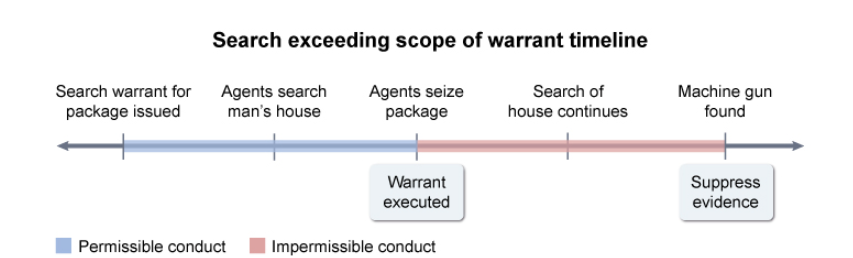 Search exceeding scope of warrant timeline
Search warrant for
package issued
Agents search
man's house
Agents seize
package
Search of
house continues
Machine gun
found
Warrant
executed
Suppress
evidence
Permissible conduct
Impermissible conduct